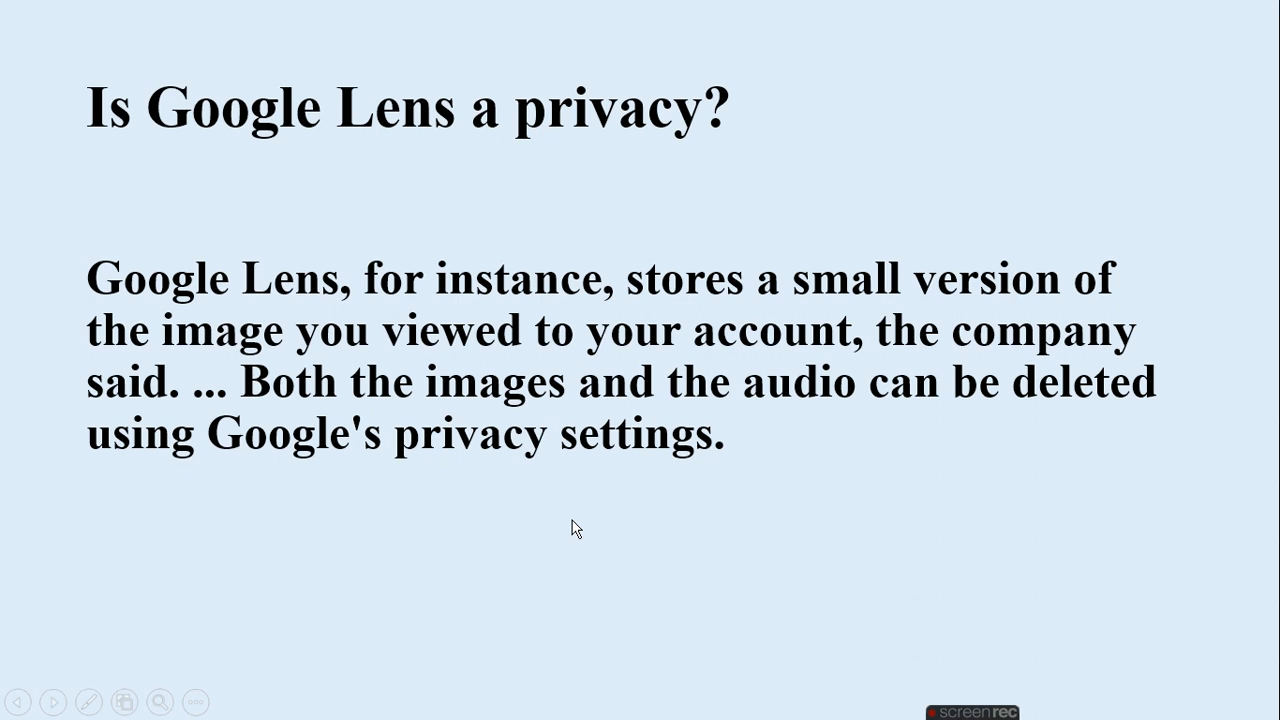 Is Google Lens a privacy?
Google Lens, for instance, stores a small version of
the image you viewed to your account, the company
said. ... Both the images and the audio can be deleted
using Google's privacy settings.
screenrec